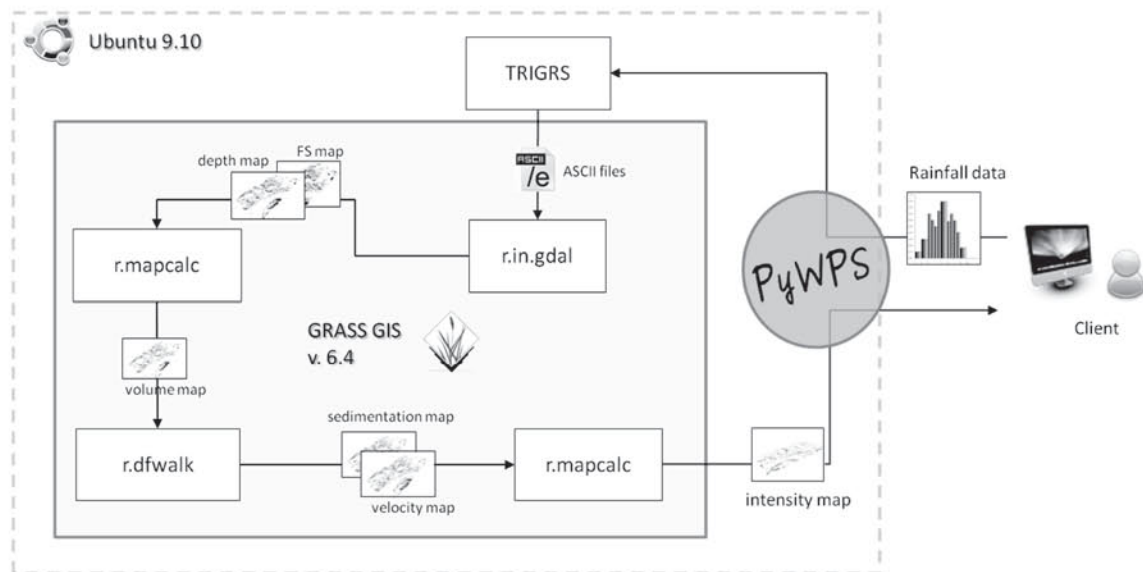 Ubuntu 9.10
TRIGRS
ASCII
/e
ASCII files
FS map
depth map
r.mapcalc
r.in.gdal
Rainfall data
PyWPS
Client
GRASS GIS
v. 6.4
volume map
sedimentation map
r.dfwalk
velocity map
r.mapcalc
intensity map